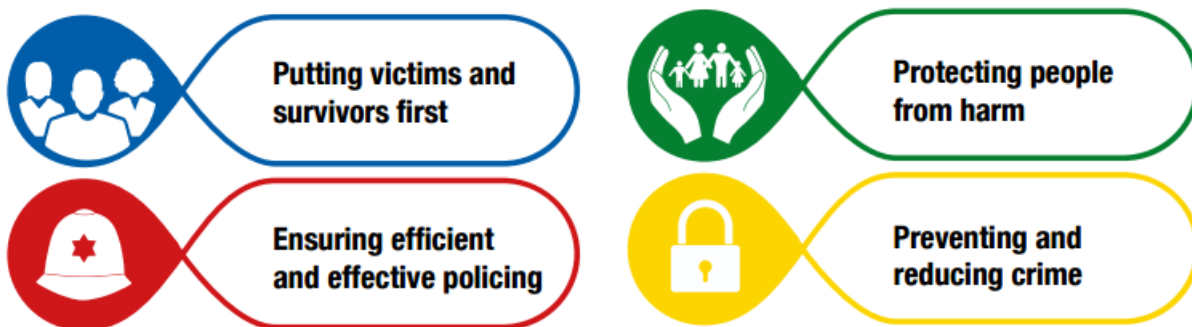 Putting victims and
survivors first
Protecting people
from harm
Ensuring efficient
and effective policing
Preventing and
reducing crime